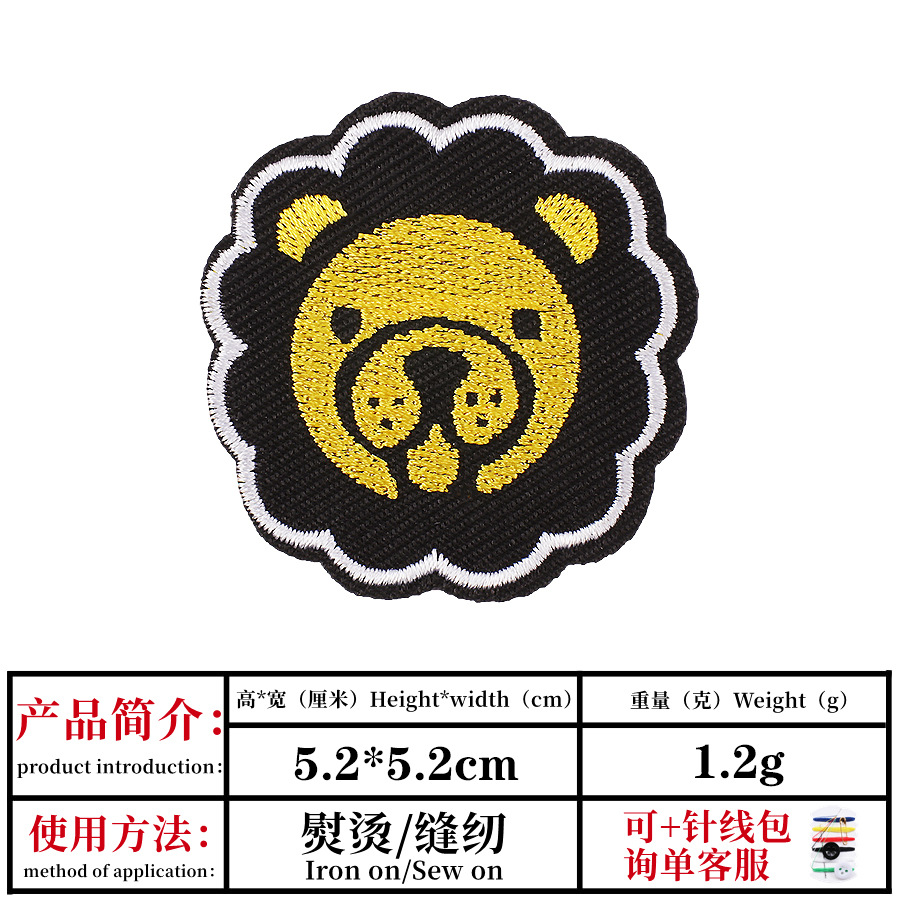 产品简介：
product introduction：
高*宽（厘米）Height*width（cm）
重量（克）Weight（g）
5.2*5.2cm
1.2g
使用方法：
method of application：
熨烫/缝纫
Iron on/Sew on
可+针线包
询单客服